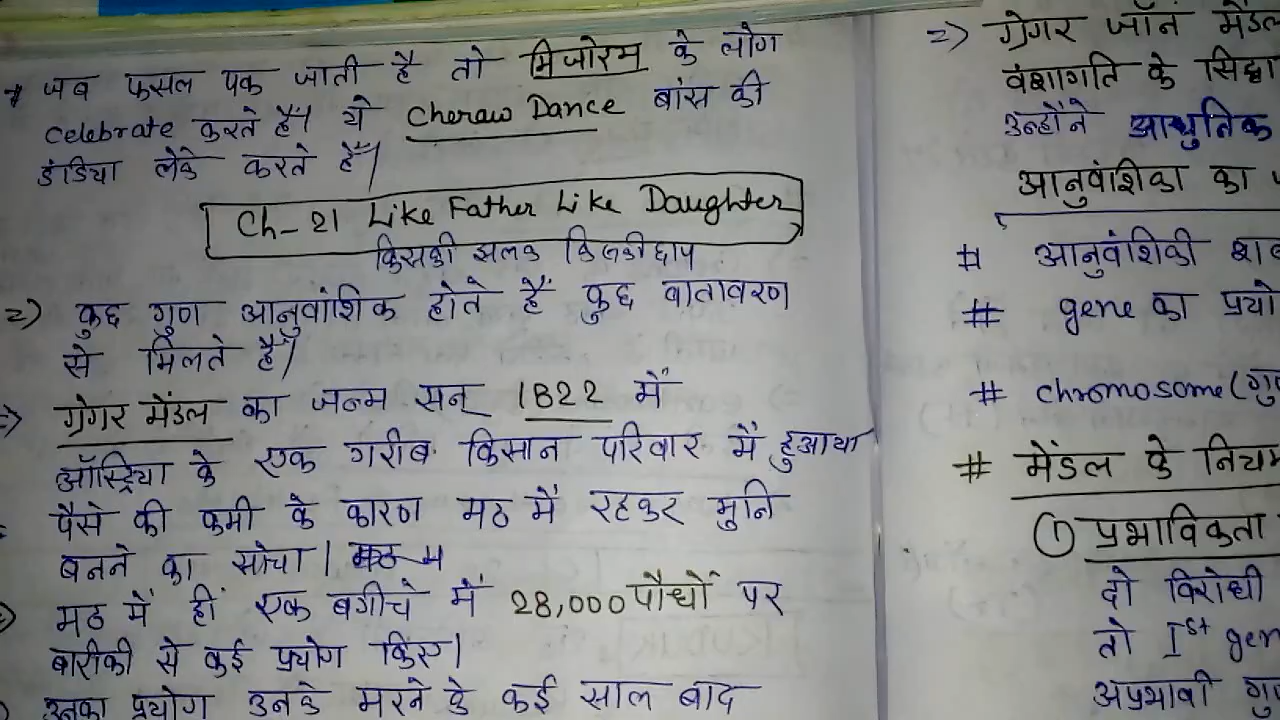 जब फसल पक जाती है तो मिजोरम के लोग
celebrate करते हैं। ये Cheraw Dance बांस की
डंडिया लेके करते हैं।
Ch- 21 Like Father Like Daughter
किसकी झलक किसकी छाप
=) कुछ गुण आनुवांशिक होते हैं कुछ वातावरण
से मिलते हैं।
=) ग्रेगर मेंडल का जन्म सन् 1822 में
ऑस्ट्रिया के एक गरीब किसान परिवार में हुआ था
पैसे की कमी के कारण मठ में रहकर मुनि
बनने का सोचा।
मठ में हीं एक बगीचे में 28,000 पौधों पर
बारीकी से कई प्रयोग किए।
उनका प्रयोग उनके मरने के कई साल बाद
=) ग्रेगर जॉन मेंडल
वंशागति के
उन्होंने आधुनिक
आनुवंशिकी का
# आनुवंशिकी
# gene का
# chromosome
# मेंडल के नियम
① प्रभाविकता
दो विरोधी
तो Ist gen
अप्रभावी